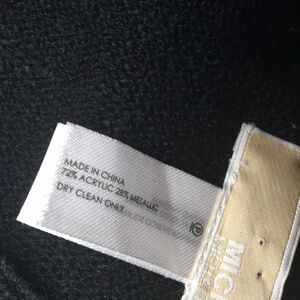 MADE IN CHINA
72% ACRYLIC 28% METALLIC
DRY CLEAN ONLY
MICH